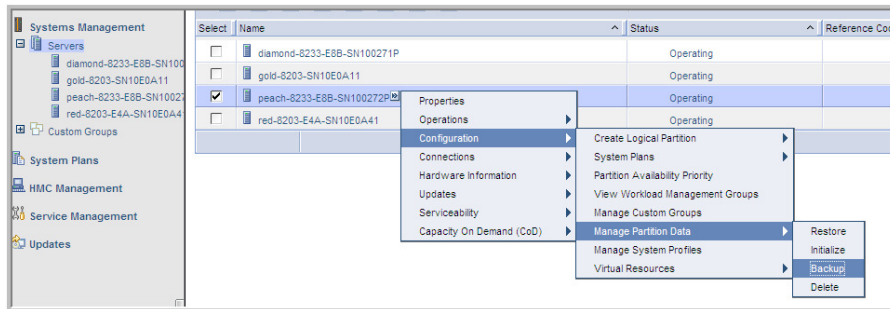 Systems Management
Servers
diamond-8233-E8B-SN100
gold-8203-SN10E0A11
peach-8233-E8B-SN10027
red-8203-E4A-SN10E0A4
Custom Groups
System Plans
HMC Management
Service Management
Updates
Select Name Status Reference Coc
diamond-8233-E8B-SN100271P Operating
gold-8203-SN10E0A11 Operating
peach-8233-E8B-SN100272P Operating
red-8203-E4A-SN10E0A41 Operating
Properties
Operations
Configuration
Connections
Hardware Information
Updates
Serviceability
Capacity On Demand (CoD)
Create Logical Partition
System Plans
Partition Availability Priority
View Workload Management Groups
Manage Custom Groups
Manage Partition Data
Manage System Profiles
Virtual Resources
Restore
Initialize
Backup
Delete